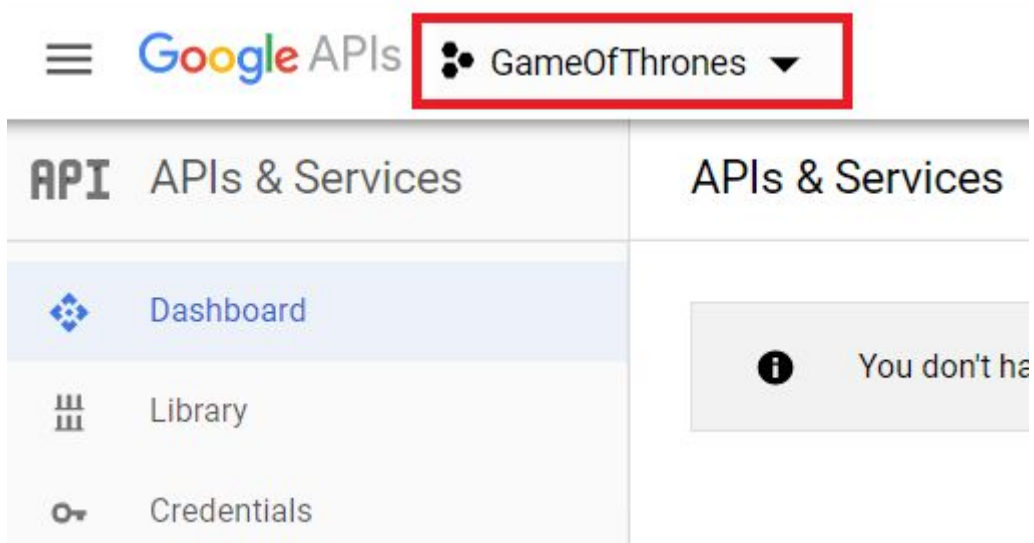 Google APIs GameOfThrones
API APIs & Services
APIs & Services
Dashboard
Library
Credentials
You don't ha